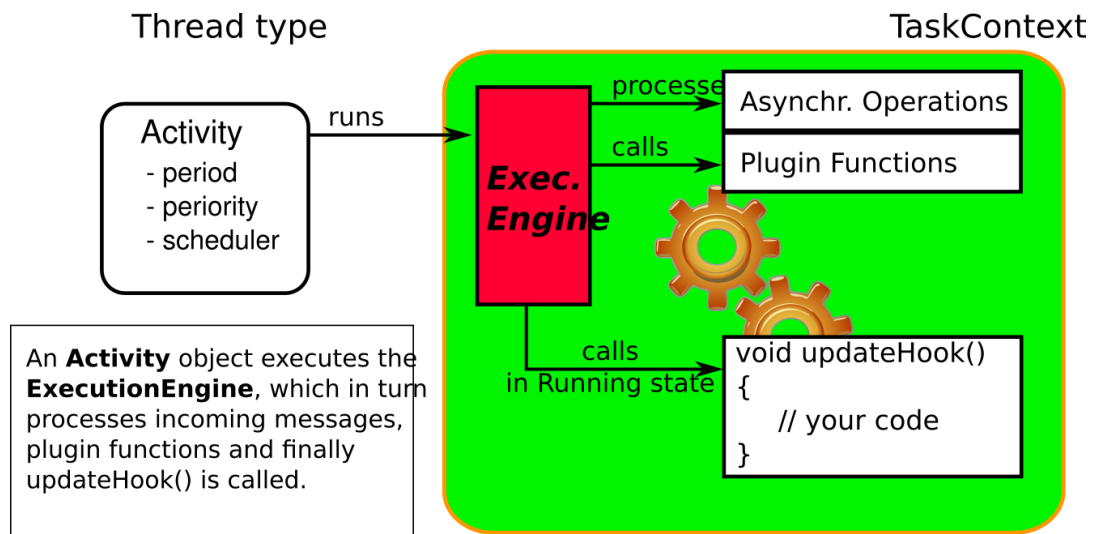 Thread type
TaskContext
Activity
- period
- periority
- scheduler
runs
Exec.
Engine
processe
Asynchr. Operations
calls
Plugin Functions
calls
in Running state
void updateHook()
{
// your code
}
An Activity object executes the
ExecutionEngine, which in turn
processes incoming messages,
plugin functions and finally
updateHook() is called.